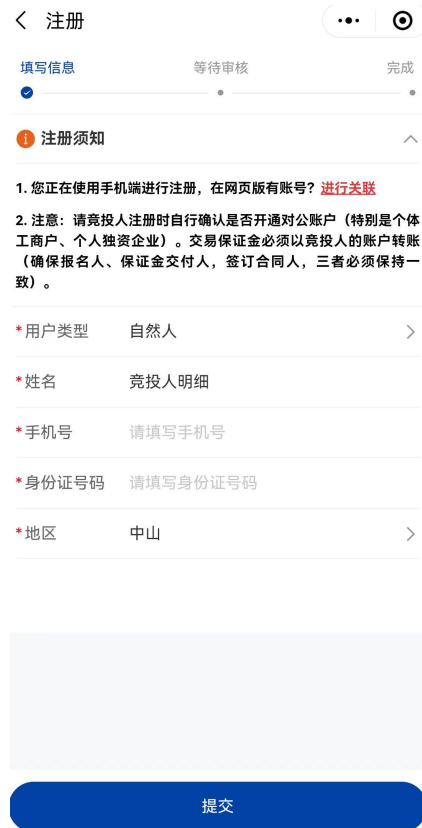 注册
填写信息
等待审核
完成
注册须知
1. 您正在使用手机端进行注册，在网页版有账号？进行关联
2. 注意：请竞投人注册时自行确认是否开通对公账户（特别是个体
工商户、个人独资企业）。交易保证金必须以竞投人的账户转账
（确保报名人、保证金交付人，签订合同人，三者必须保持一
致）。
*用户类型 自然人
*姓名 竞投人明细
*手机号 请填写手机号
*身份证号码 请填写身份证号码
*地区 中山
提交